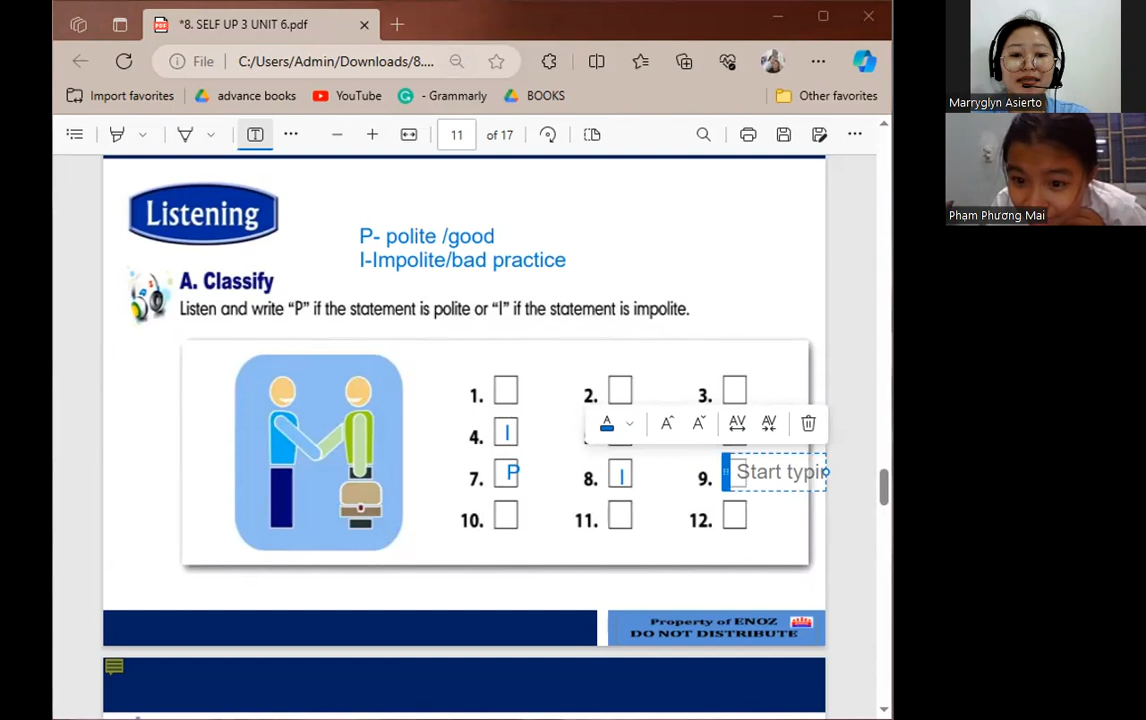 *8. SELF UP 3 UNIT 6.pdf
File C:/Users/Admin/Downloads/8....
Import favorites advance books YouTube - Grammarly BOOKS Other favorites
11 of 17
Marryglyn Asierto
Phạm Phương Mai
Listening
P- polite /good
I-Impolite/bad practice
A. Classify
Listen and write "P" if the statement is polite or "I" if the statement is impolite.
1. 2. 3.
4. I
7. P 8. I 9. Start typin
10. 11. 12.
Property of ENOZ
DO NOT DISTRIBUTE